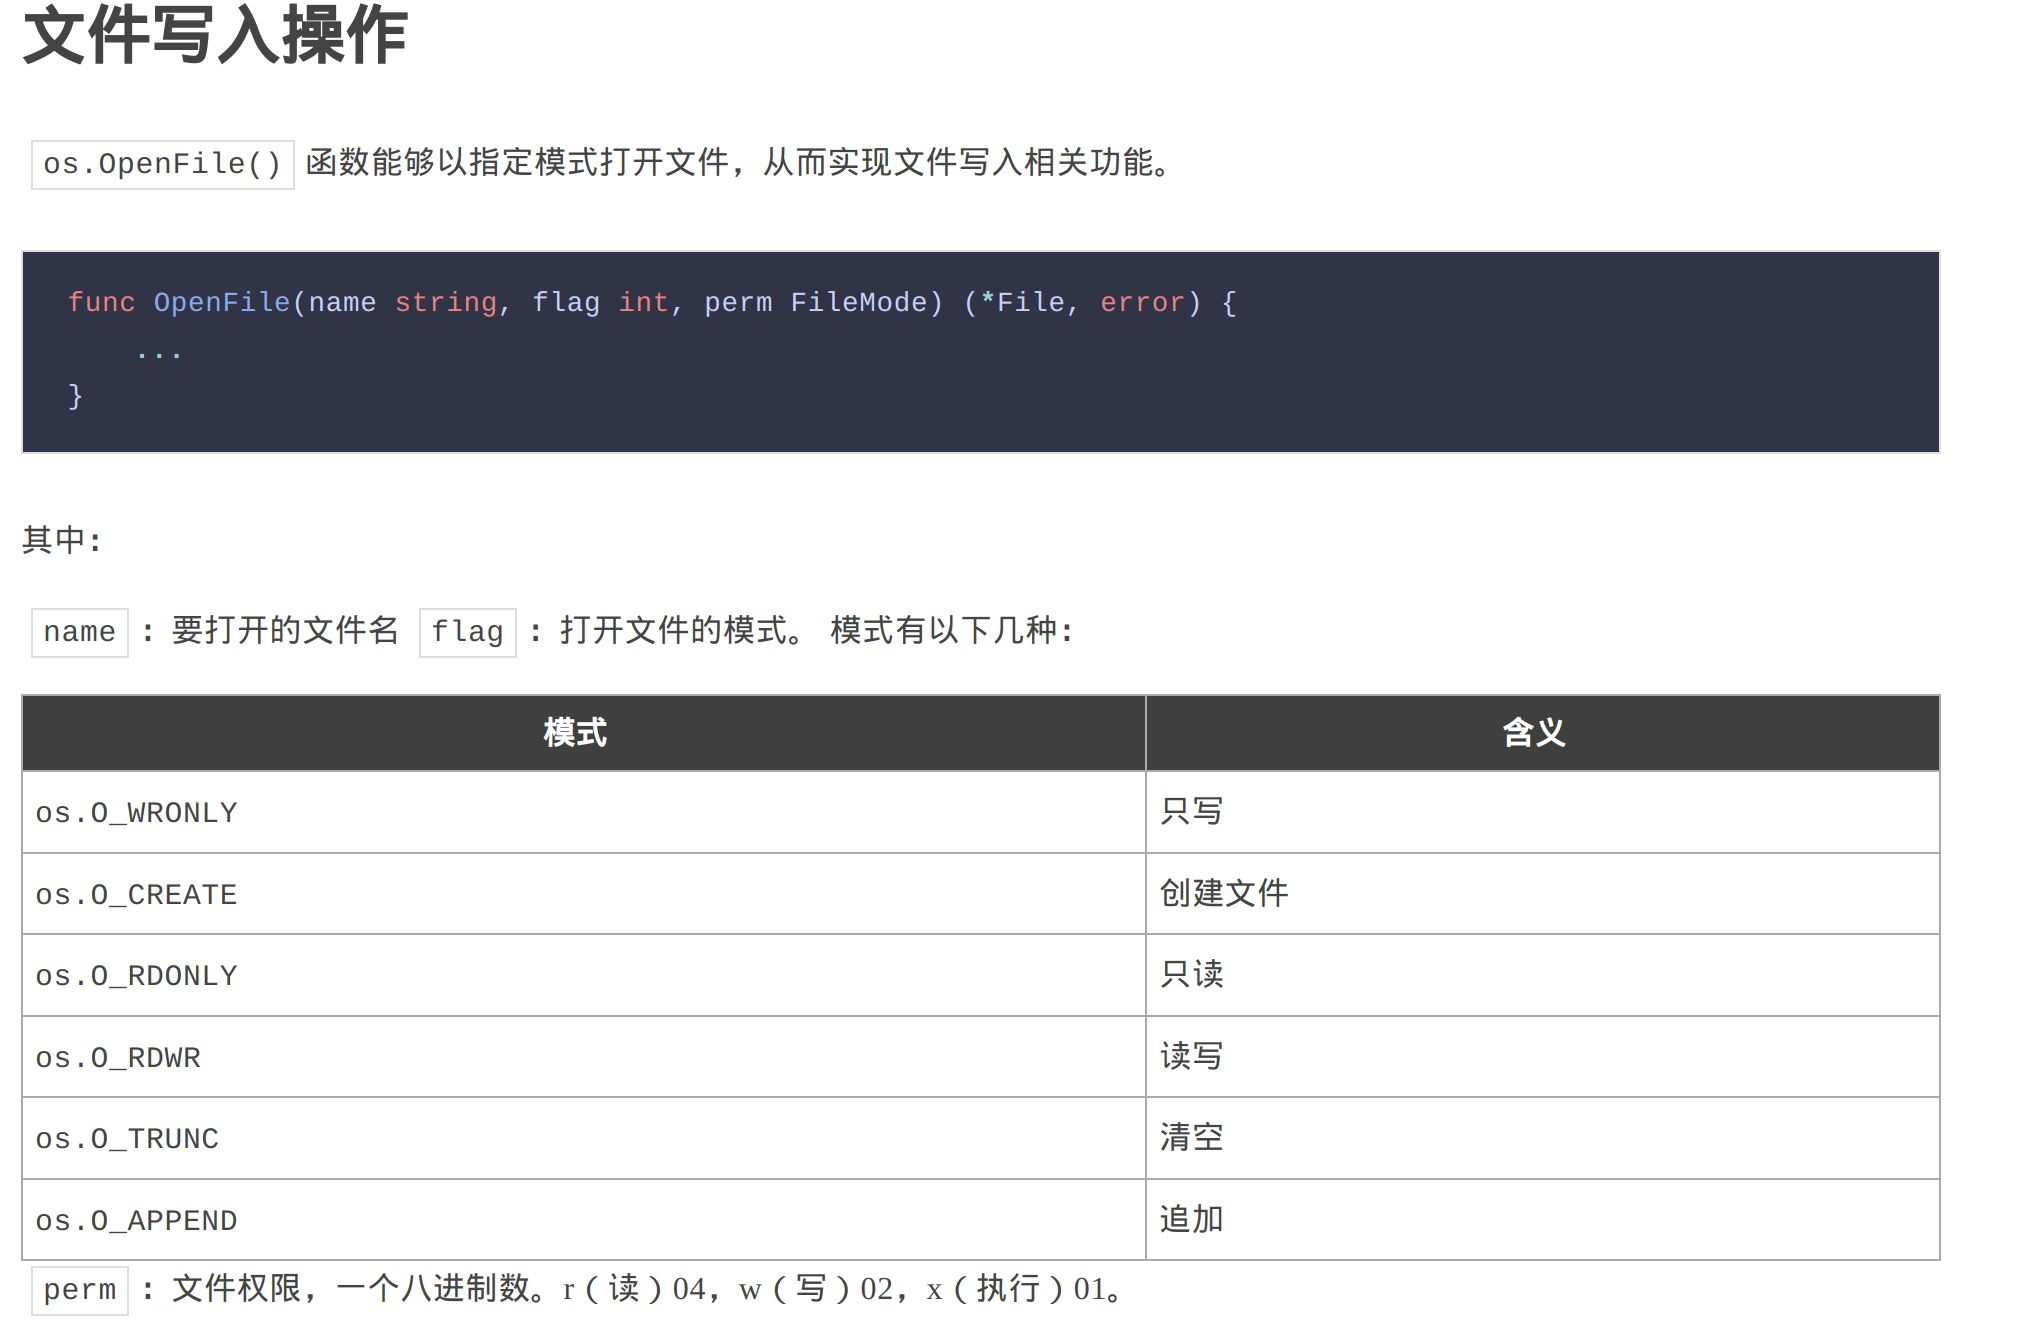 文件写入操作
os.OpenFile() 函数能够以指定模式打开文件，从而实现文件写入相关功能。
func OpenFile(name string, flag int, perm FileMode) (*File, error) {
    ...
}
其中：
name ：要打开的文件名 flag ：打开文件的模式。 模式有以下几种：
模式 含义
os.O_WRONLY 只写
os.O_CREATE 创建文件
os.O_RDONLY 只读
os.O_RDWR 读写
os.O_TRUNC 清空
os.O_APPEND 追加
perm ：文件权限，一个八进制数。r（读）04，w（写）02，x（执行）01。